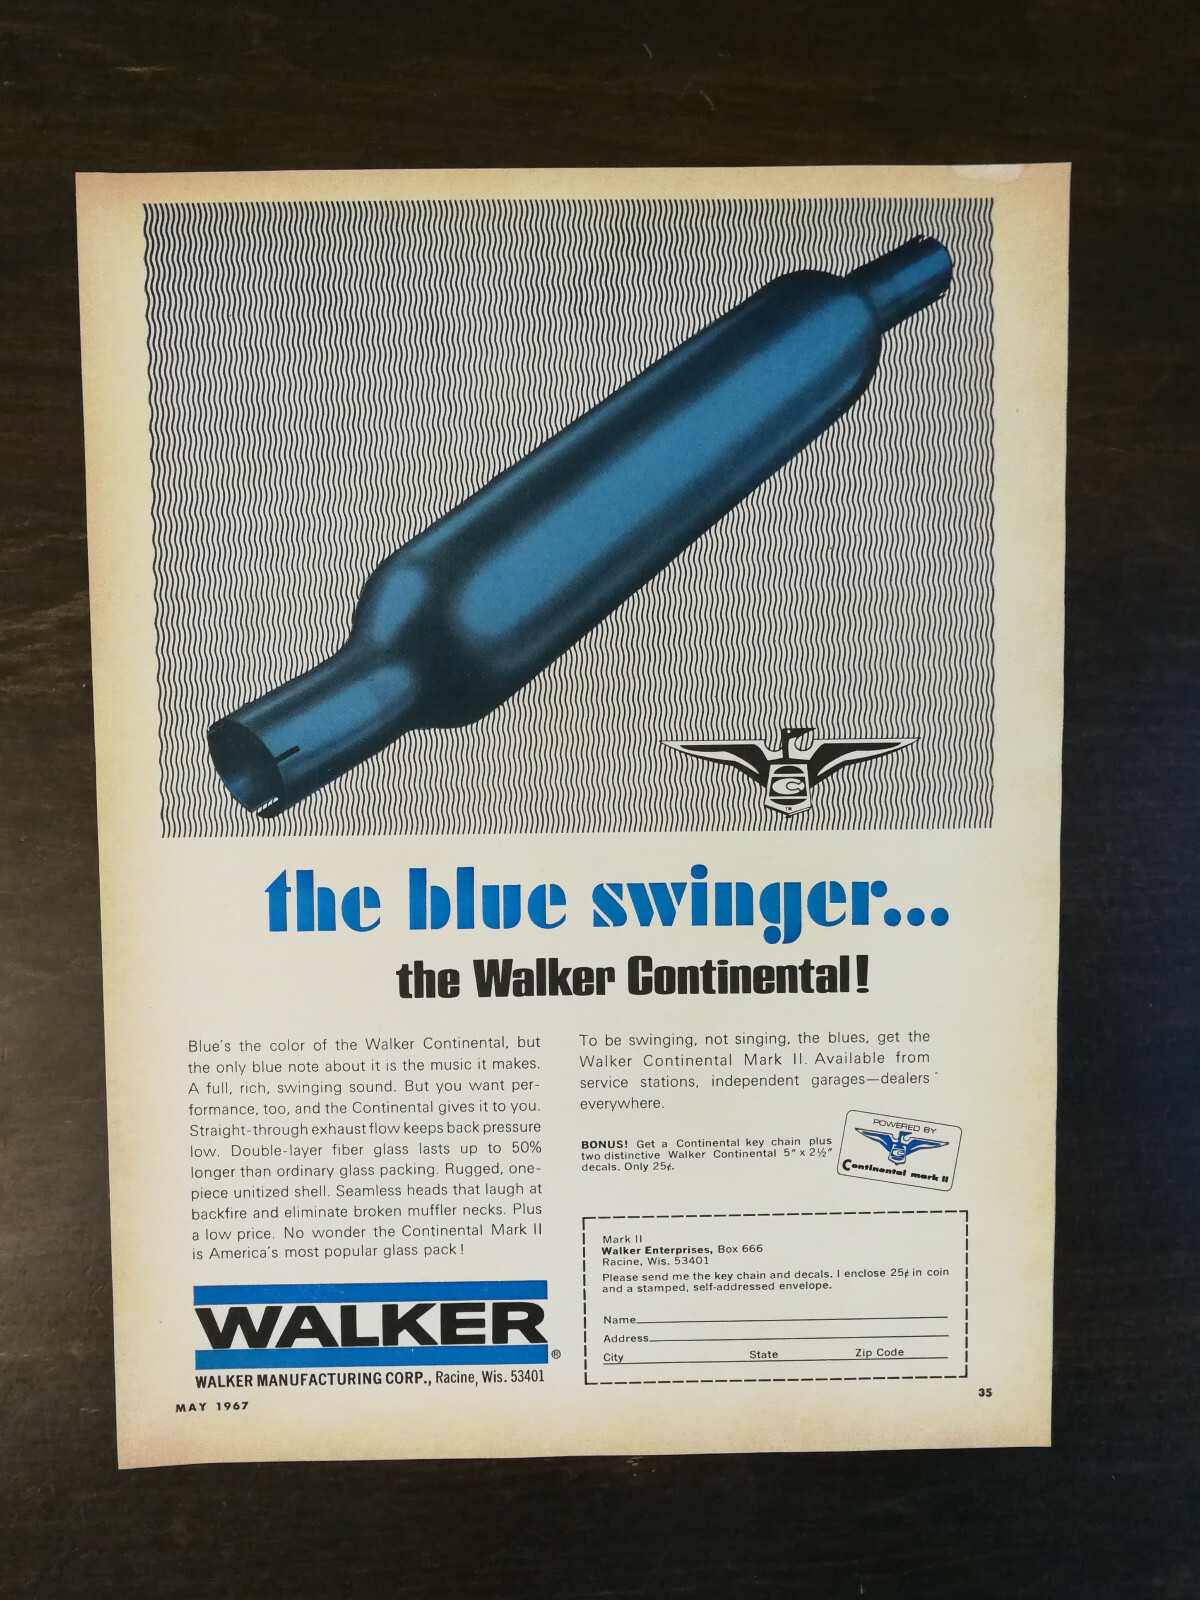 C
TM
the blue swinger...
the Walker Continental!
Blue's the color of the Walker Continental, but
the only blue note about it is the music it makes.
A full, rich, swinging sound. But you want per-
formance, too, and the Continental gives it to you.
Straight-through exhaust flow keeps back pressure
low. Double-layer fiber glass lasts up to 50%
longer than ordinary glass packing. Rugged, one-
piece unitized shell. Seamless heads that laugh at
backfire and eliminate broken muffler necks. Plus
a low price. No wonder the Continental Mark II
is America's most popular glass pack!
WALKER®
WALKER MANUFACTURING CORP., Racine, Wis. 53401
To be swinging, not singing, the blues, get the
Walker Continental Mark II. Available from
service stations, independent garages—dealers
everywhere.
BONUS! Get a Continental key chain plus
two distinctive Walker Continental 5" x 2½"
decals. Only 25¢.
POWERED BY
Continental mark II
Mark II
Walker Enterprises, Box 666
Racine, Wis. 53401
Please send me the key chain and decals. I enclose 25¢ in coin
and a stamped, self-addressed envelope.
Name
Address
City State Zip Code
MAY 1967
35